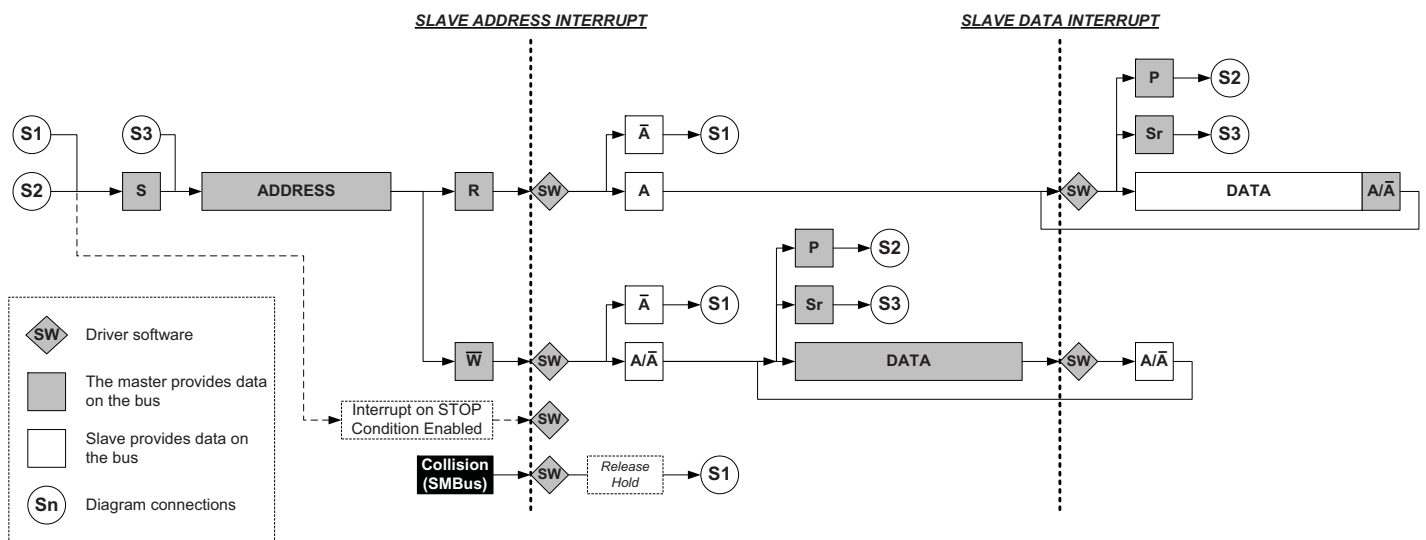 SLAVE ADDRESS INTERRUPT
SLAVE DATA INTERRUPT
P
S2
S1
S3
A̅
S1
Sr
S3
S2
S
ADDRESS
R
SW
A
SW
DATA
A/A̅
P
S2
A̅
S1
Sr
S3
W̅
SW
A/A̅
DATA
SW
A/A̅
Interrupt on STOP
Condition Enabled
SW
Collision
(SMBus)
SW
Release
Hold
S1
SW
Driver software
The master provides data
on the bus
Slave provides data on
the bus
Sn
Diagram connections